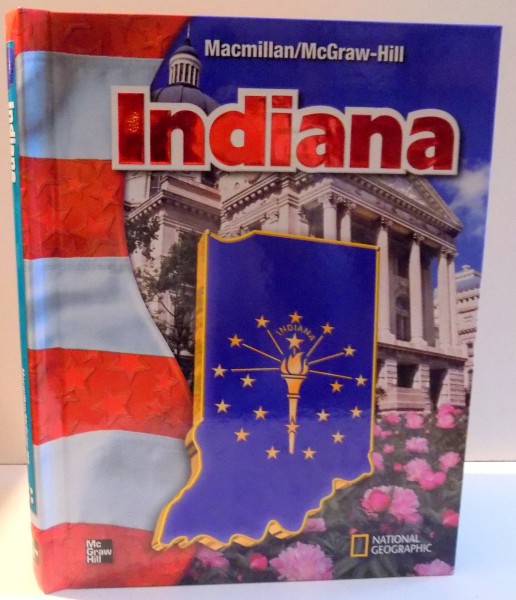 Macmillan/McGraw-Hill
Indiana
INDIANA
NATIONAL
GEOGRAPHIC
Mc
Graw
Hill
Indiana